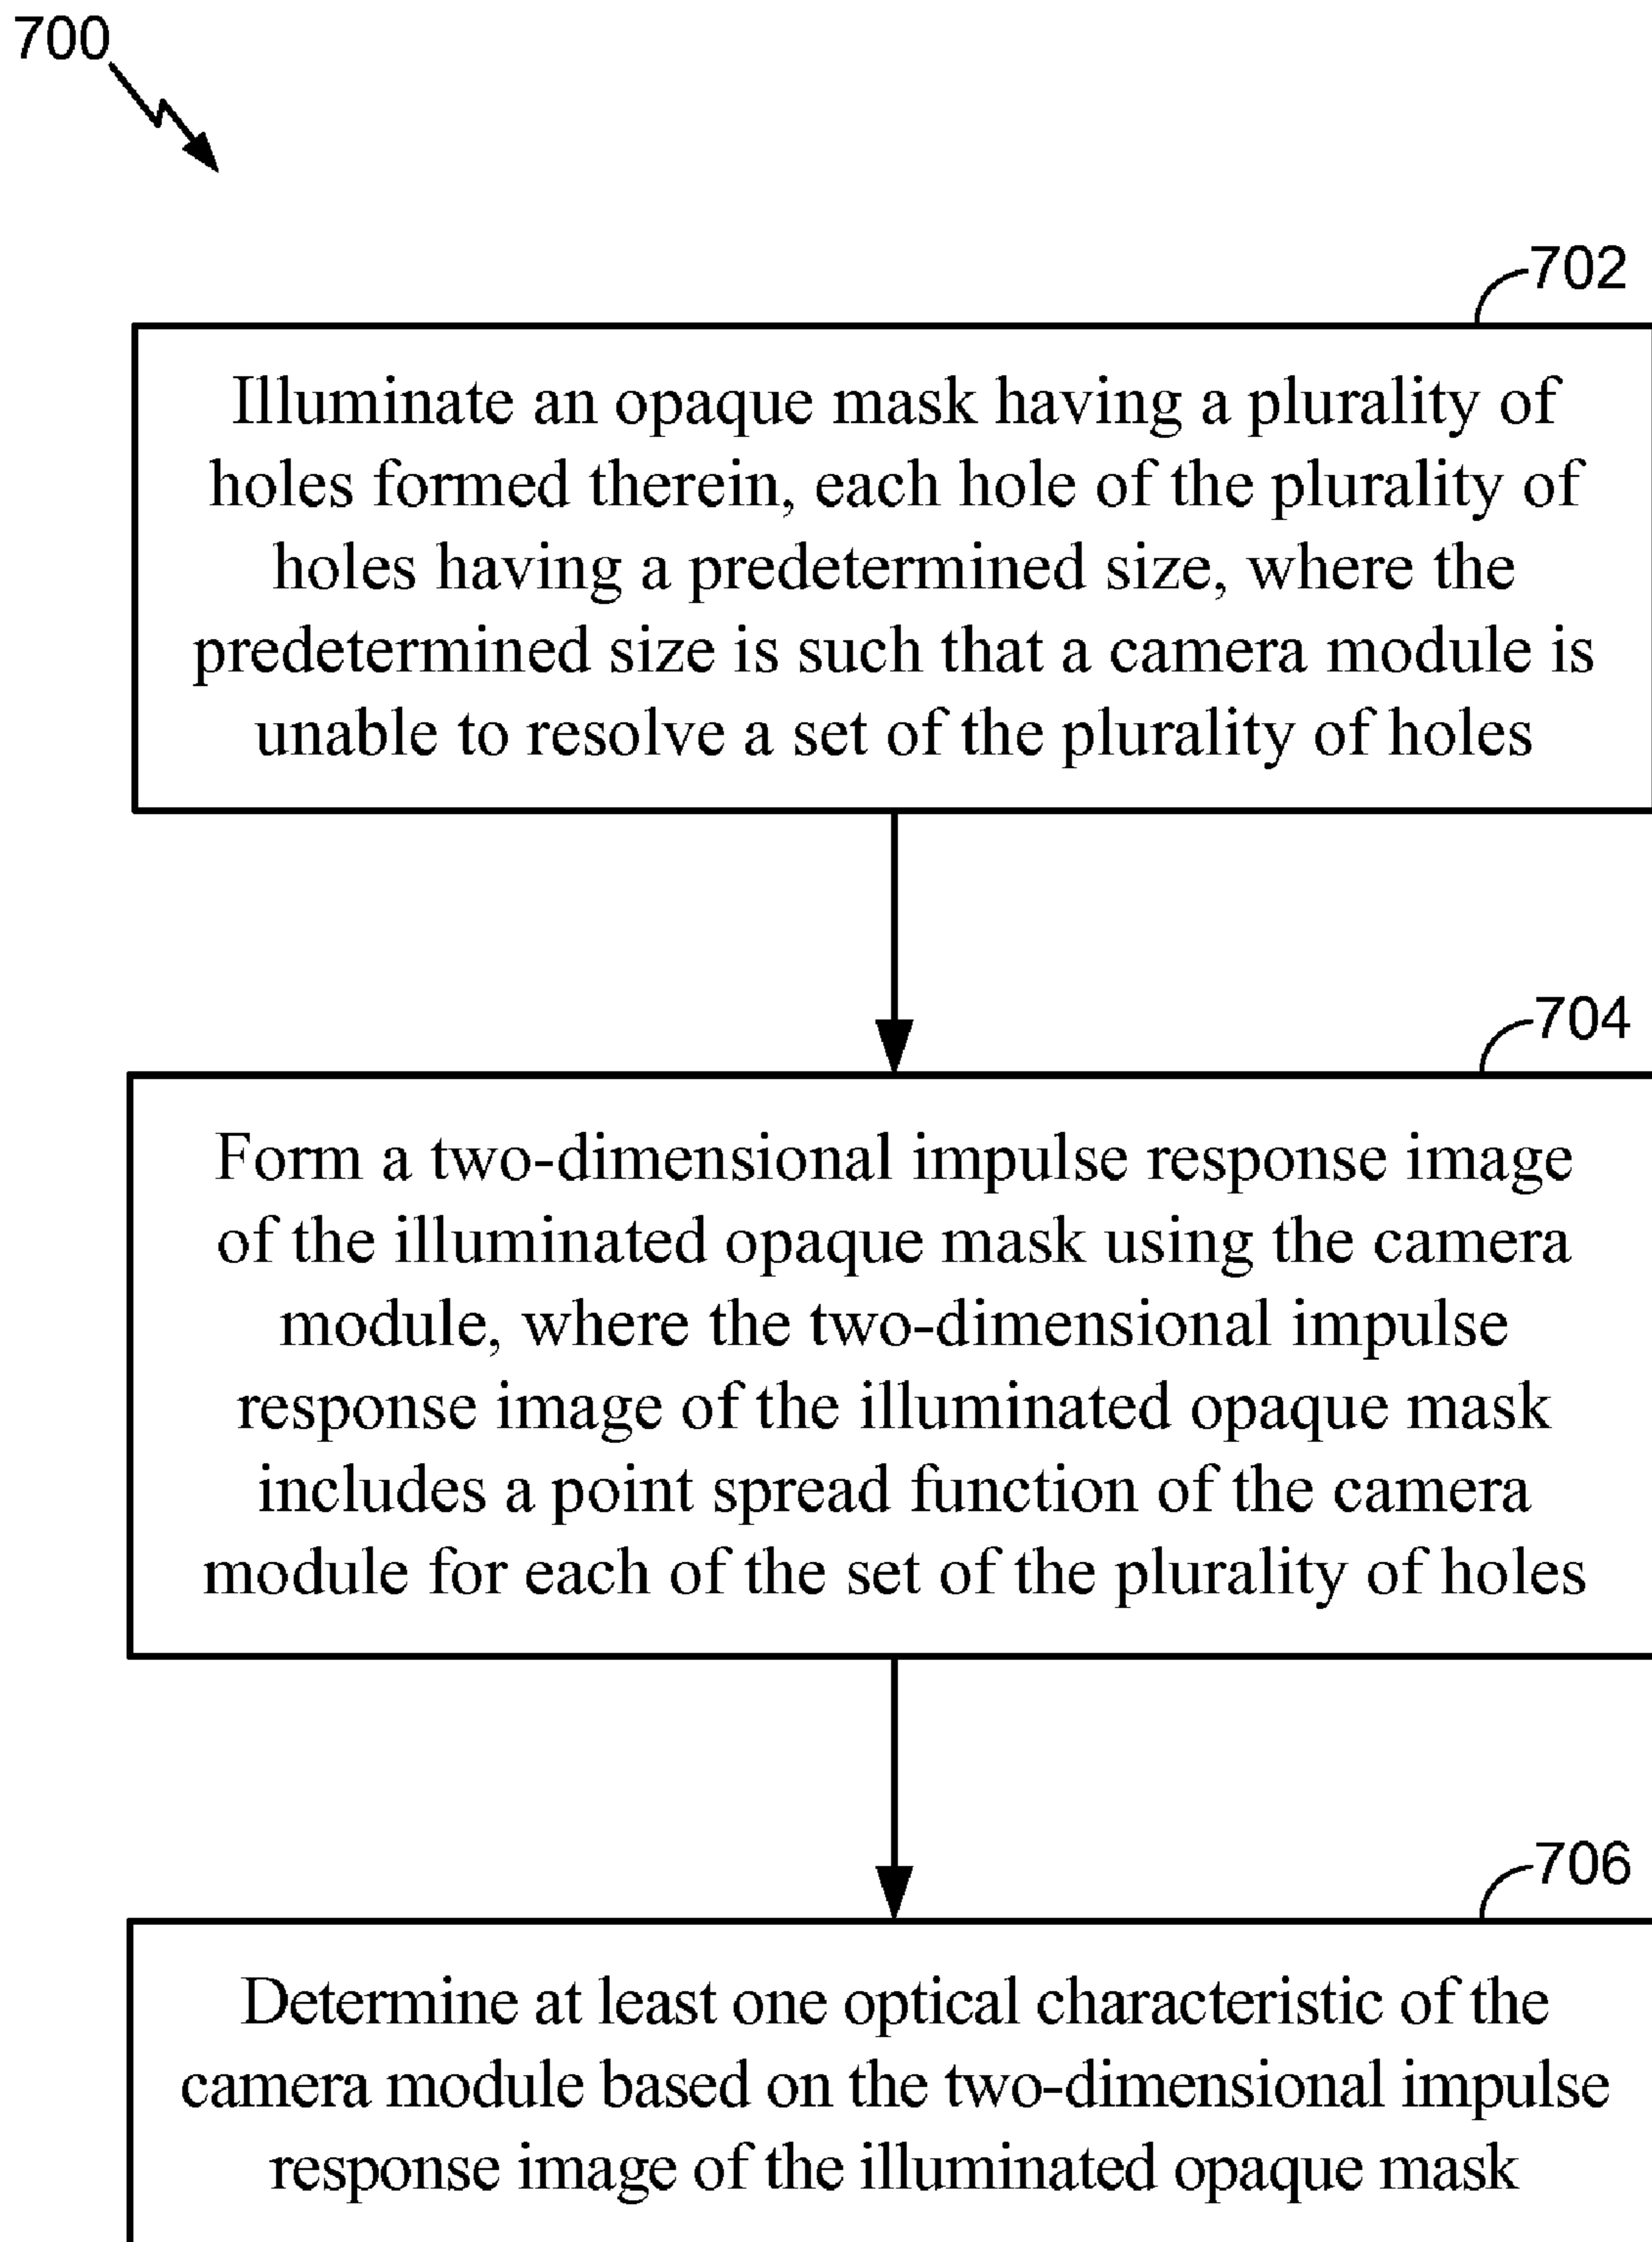 700
702
Illuminate an opaque mask having a plurality of
holes formed therein, each hole of the plurality of
holes having a predetermined size, where the
predetermined size is such that a camera module is
unable to resolve a set of the plurality of holes
704
Form a two-dimensional impulse response image
of the illuminated opaque mask using the camera
module, where the two-dimensional impulse
response image of the illuminated opaque mask
includes a point spread function of the camera
module for each of the set of the plurality of holes
706
Determine at least one optical characteristic of the
camera module based on the two-dimensional impulse
response image of the illuminated opaque mask